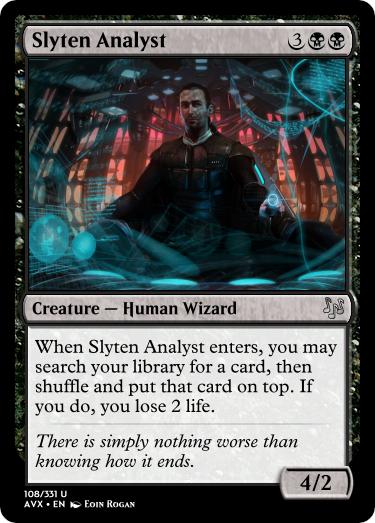 Slyten Analyst 3
Creature — Human Wizard
When Slyten Analyst enters, you may
search your library for a card, then
shuffle and put that card on top. If
you do, you lose 2 life.
There is simply nothing worse than
knowing how it ends.
4/2
108/331 U
AVX • EN Eoin Rogan